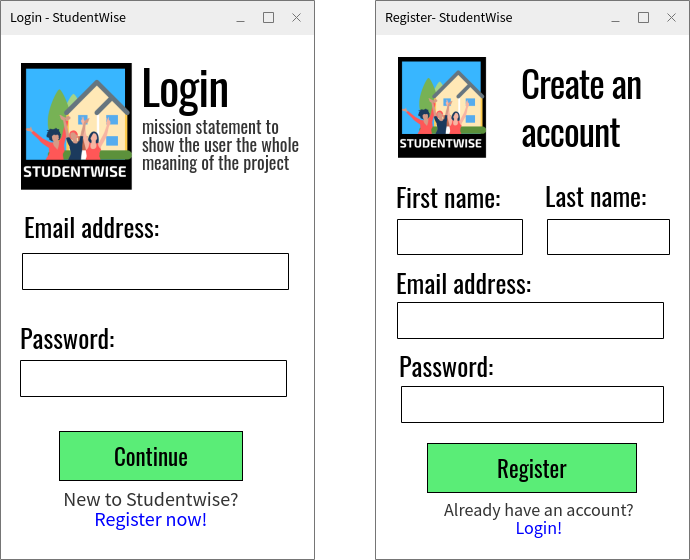 Login - StudentWise
Login
mission statement to
show the user the whole
meaning of the project
STUDENTWISE
Email address:
Password:
Continue
New to Studentwise?
Register now!
Register- StudentWise
Create an
account
STUDENTWISE
First name:
Last name:
Email address:
Password:
Register
Already have an account?
Login!